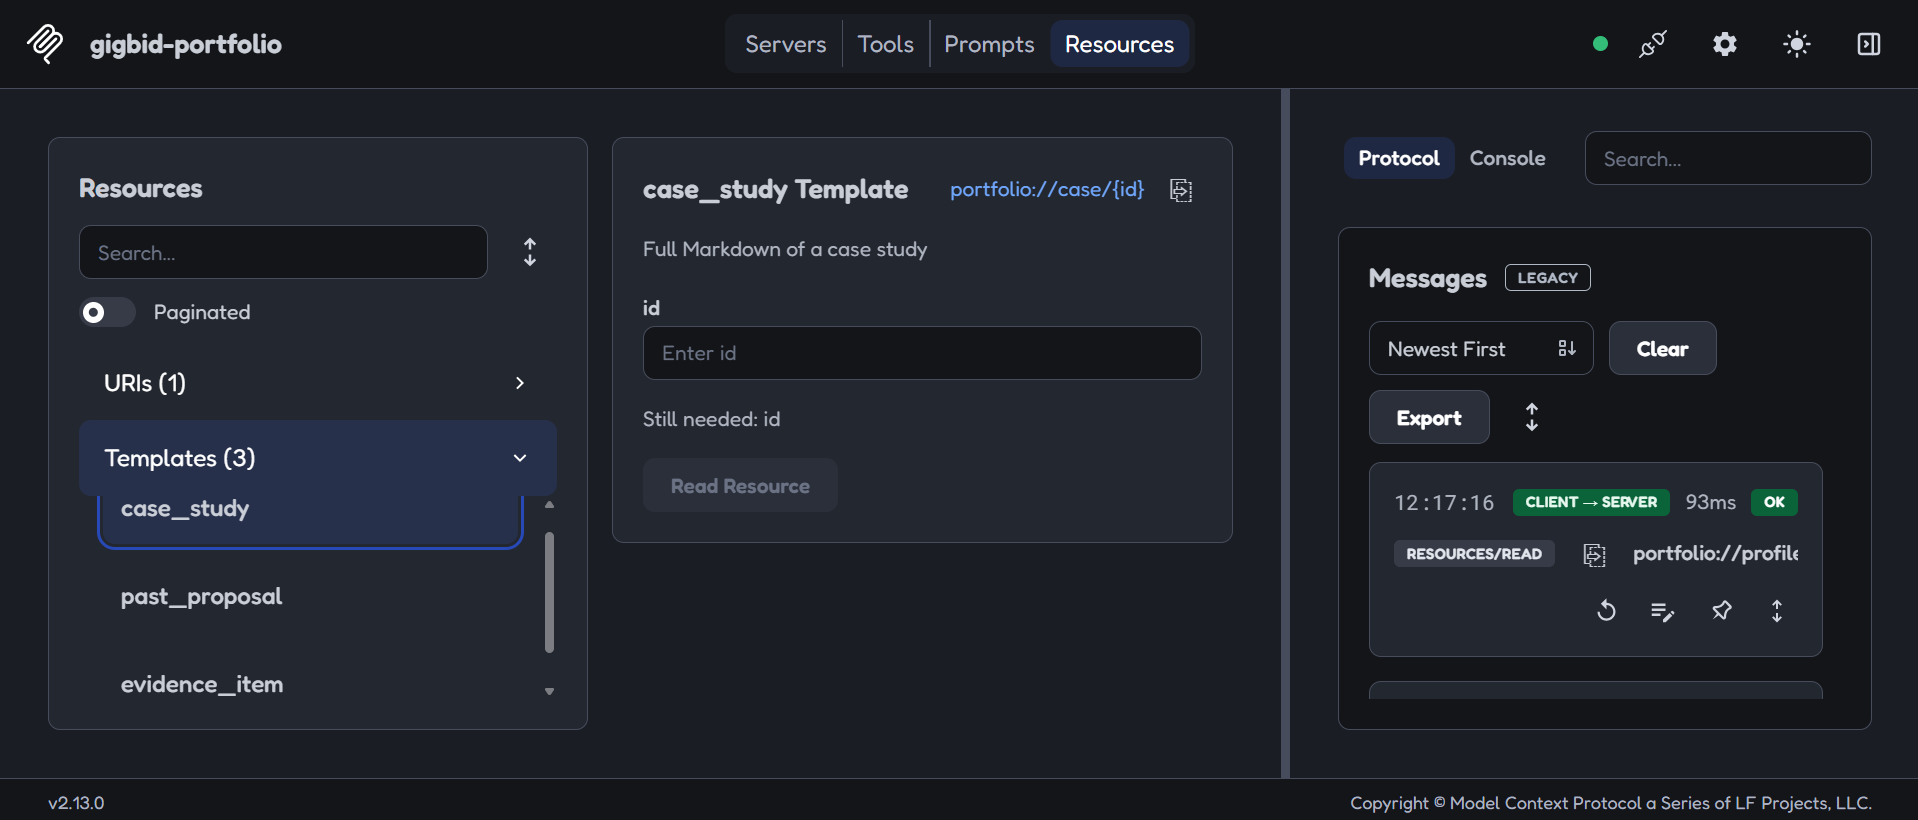 gigbid-portfolio
Servers
Tools
Prompts
Resources
Resources
Search...
Paginated
URIs (1)
Templates (3)
case_study
past_proposal
evidence_item
case_study Template
portfolio://case/{id}
Full Markdown of a case study
id
Enter id
Still needed: id
Read Resource
Protocol
Console
Search...
Messages
LEGACY
Newest First
Clear
Export
12:17:16
CLIENT → SERVER
93ms
OK
RESOURCES/READ
portfolio://profile
v2.13.0
Copyright © Model Context Protocol a Series of LF Projects, LLC.